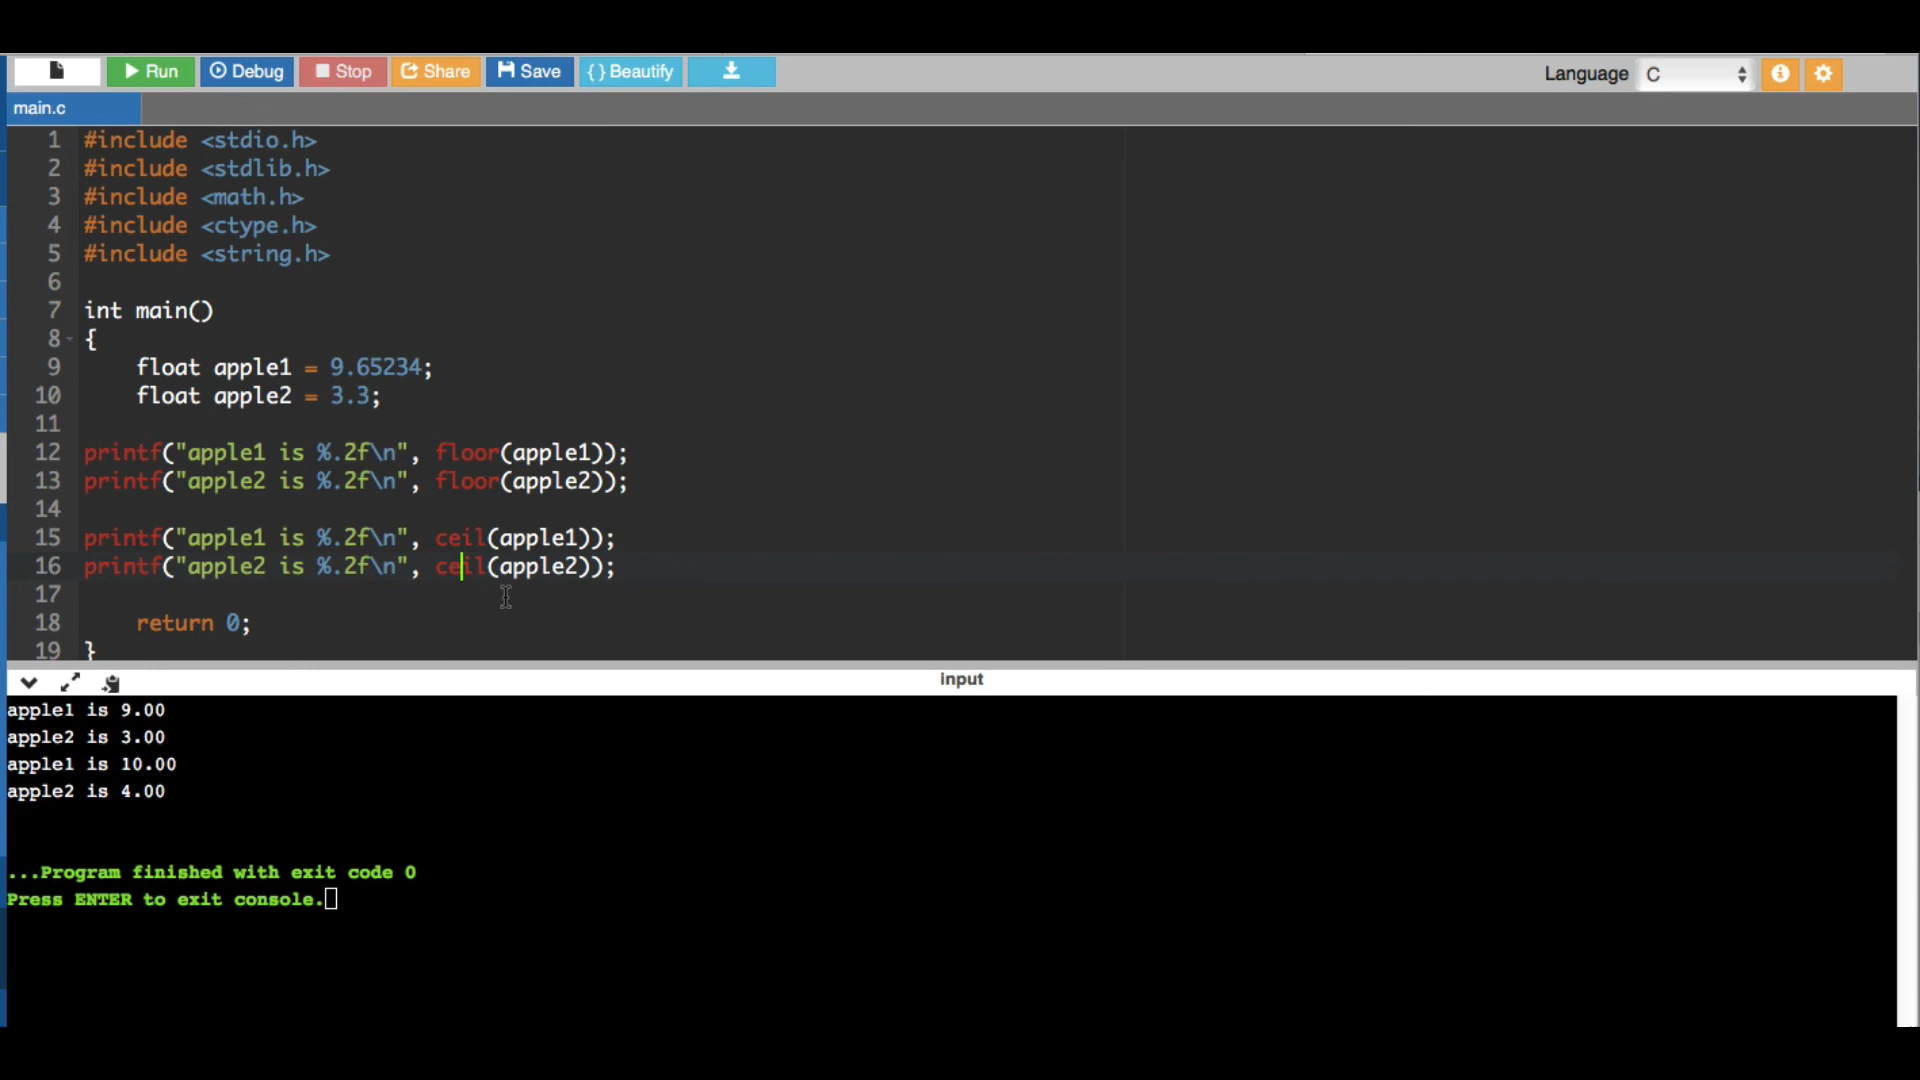 Run Debug Stop Share Save {} Beautify Language C
main.c
1 #include <stdio.h>
2 #include <stdlib.h>
3 #include <math.h>
4 #include <ctype.h>
5 #include <string.h>
6
7 int main()
8 {
9 float apple1 = 9.65234;
10 float apple2 = 3.3;
11
12 printf("apple1 is %.2f\n", floor(apple1));
13 printf("apple2 is %.2f\n", floor(apple2));
14
15 printf("apple1 is %.2f\n", ceil(apple1));
16 printf("apple2 is %.2f\n", ceil(apple2));
17
18 return 0;
19 }
input
apple1 is 9.00
apple2 is 3.00
apple1 is 10.00
apple2 is 4.00
...Program finished with exit code 0
Press ENTER to exit console.